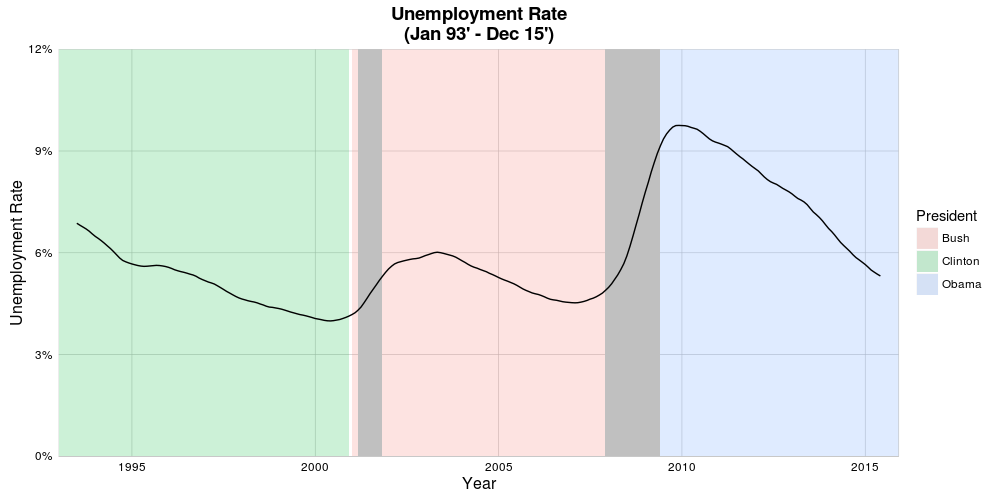 Unemployment Rate
(Jan 93' - Dec 15')
Unemployment Rate
12%
9%
6%
3%
0%
1995 2000 2005 2010 2015
Year
President
Bush
Clinton
Obama